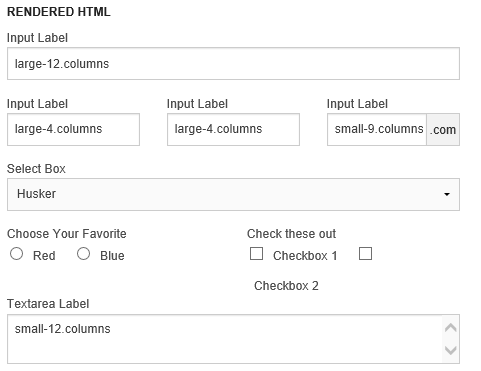 RENDERED HTML
Input Label
large-12.columns
Input Label Input Label Input Label
large-4.columns large-4.columns small-9.columns .com
Select Box
Husker
Choose Your Favorite Check these out
Red Blue Checkbox 1
Checkbox 2
Textarea Label
small-12.columns